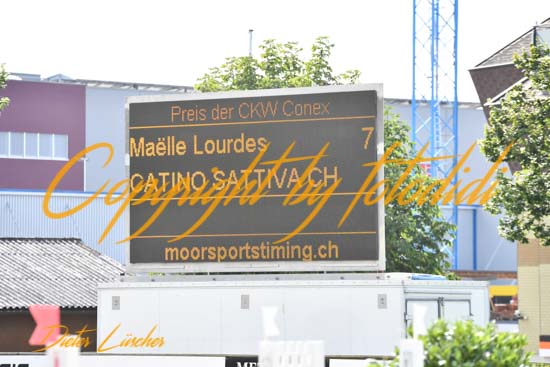 Preis der CKW Conex
Maëlle Lourdes 7
CATINO SATTIVA CH
Copyright by fotodidi
moorsportstiming.ch
Dieter Lüscher